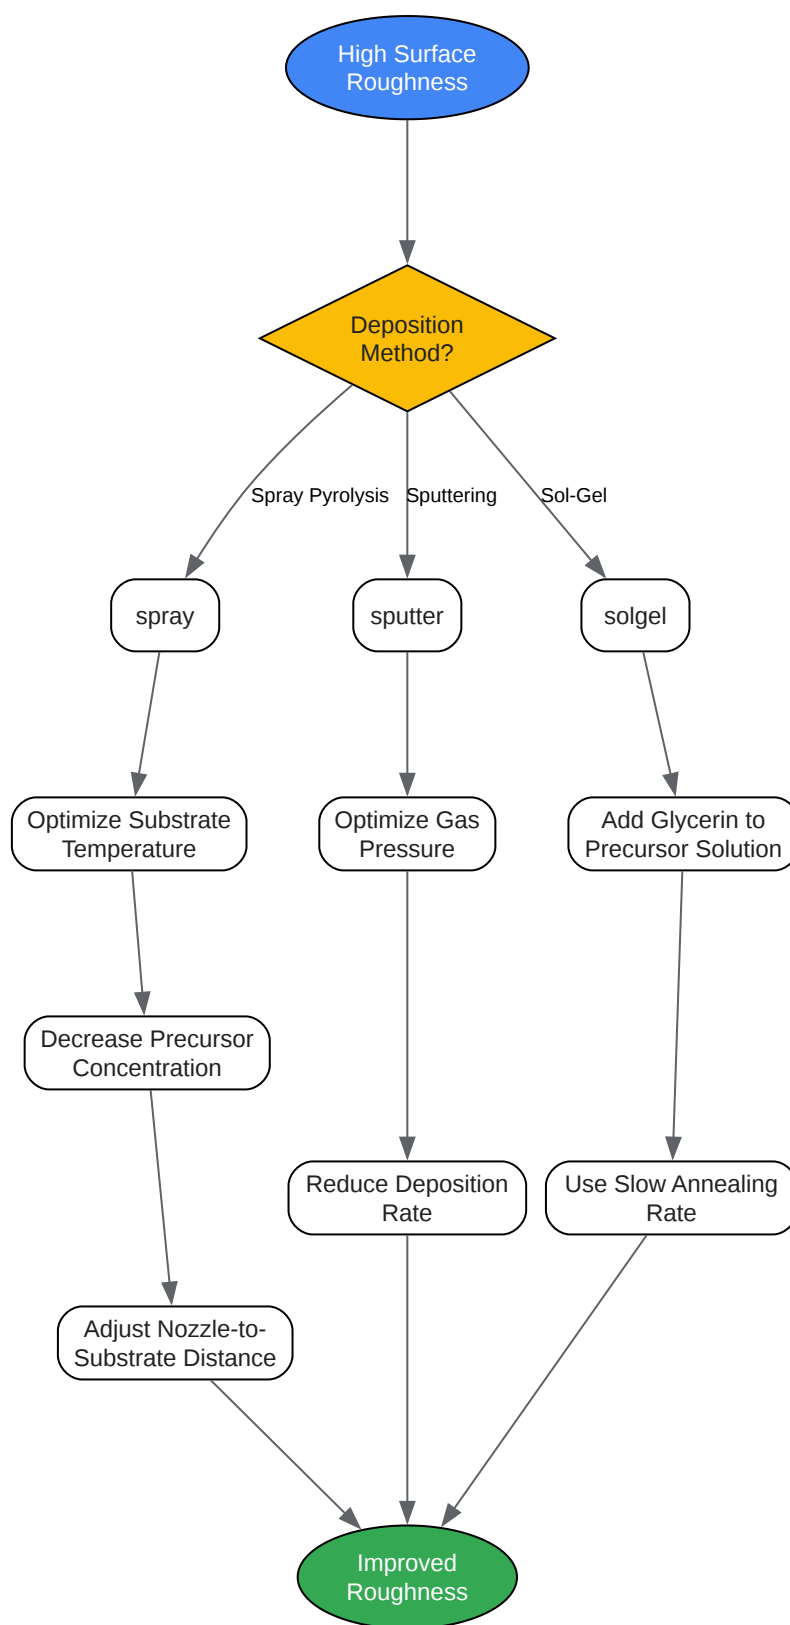 High Surface
Roughness
Deposition
Method?
Spray Pyrolysis
Sputtering
Sol-Gel
spray
sputter
solgel
Optimize Substrate
Temperature
Optimize Gas
Pressure
Add Glycerin to
Precursor Solution
Decrease Precursor
Concentration
Reduce Deposition
Rate
Use Slow Annealing
Rate
Adjust Nozzle-to-
Substrate Distance
Improved
Roughness